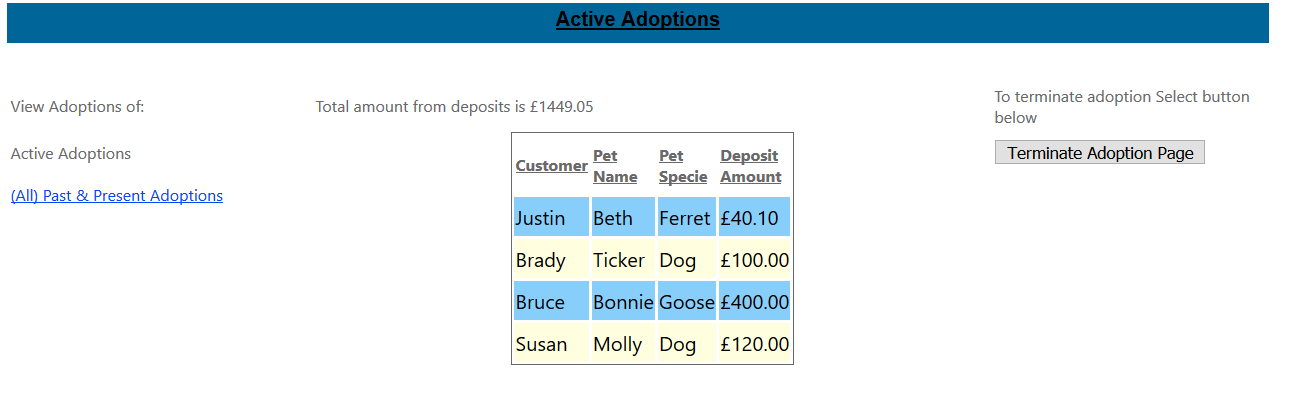 Active Adoptions
View Adoptions of:
Total amount from deposits is £1449.05
To terminate adoption Select button
below
Active Adoptions
Terminate Adoption Page
(All) Past & Present Adoptions
Customer Pet Name Pet Specie Deposit Amount
Justin Beth Ferret £40.10
Brady Ticker Dog £100.00
Bruce Bonnie Goose £400.00
Susan Molly Dog £120.00